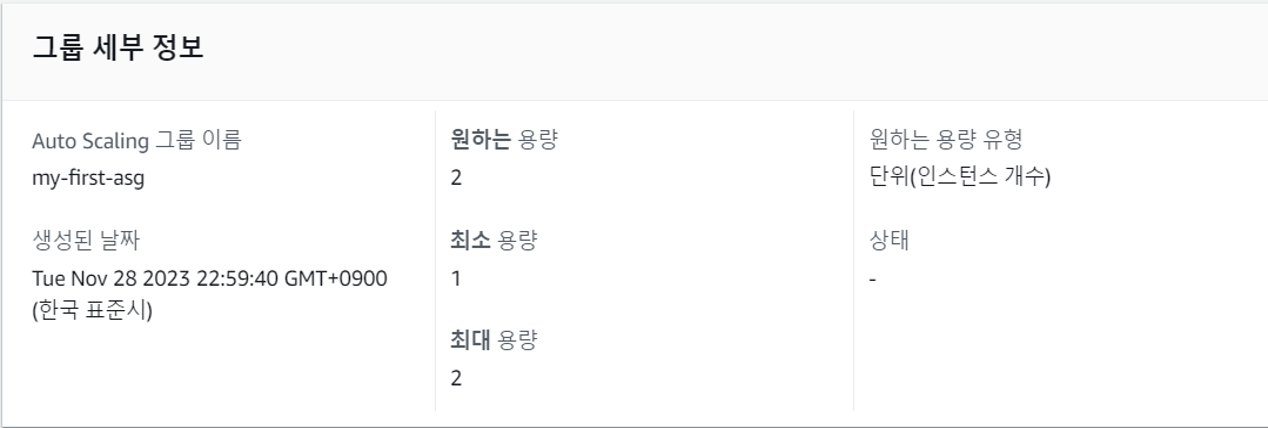 그룹 세부 정보
Auto Scaling 그룹 이름
my-first-asg
생성된 날짜
Tue Nov 28 2023 22:59:40 GMT+0900
(한국 표준시)
원하는 용량
2
최소 용량
1
최대 용량
2
원하는 용량 유형
단위(인스턴스 개수)
상태
-